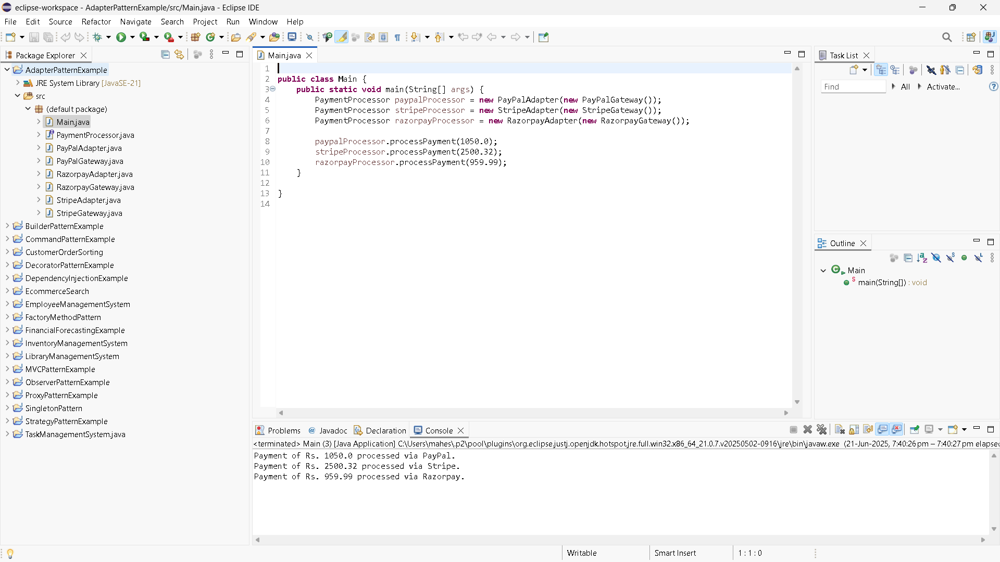 eclipse-workspace - AdapterPatternExample/src/Main.java - Eclipse IDE
File Edit Source Refactor Navigate Search Project Run Window Help
Package Explorer
AdapterPatternExample
JRE System Library [JavaSE-21]
src
(default package)
Main.java
PaymentProcessor.java
PayPalAdapter.java
PayPalGateway.java
RazorpayAdapter.java
RazorpayGateway.java
StripeAdapter.java
StripeGateway.java
BuilderPatternExample
CommandPatternExample
CustomerOrderSorting
DecoratorPatternExample
DependencyInjectionExample
EcommerceSearch
EmployeeManagementSystem
FactoryMethodPattern
FinancialForecastingExample
InventoryManagementSystem
LibraryManagementSystem
MVCPatternExample
ObserverPatternExample
ProxyPatternExample
SingletonPattern
StrategyPatternExample
TaskManagementSystem.java
Main.java
1
2 public class Main {
3 public static void main(String[] args) {
4 PaymentProcessor paypalProcessor = new PayPalAdapter(new PayPalGateway());
5 PaymentProcessor stripeProcessor = new StripeAdapter(new StripeGateway());
6 PaymentProcessor razorpayProcessor = new RazorpayAdapter(new RazorpayGateway());
7
8 paypalProcessor.processPayment(1050.0);
9 stripeProcessor.processPayment(2500.32);
10 razorpayProcessor.processPayment(959.99);
11 }
12
13 }
14
Task List
Find All Activate...
Outline
Main
main(String[]) : void
Problems Javadoc Declaration Console
<terminated> Main (3) [Java Application] C:\Users\mahes\.p2\pool\plugins\org.eclipse.justj.openjdk.hotspot.jre.full.win32.x86_64_21.0.7.v20250502-0916\jre\bin\javaw.exe (21-Jun-2025, 7:40:26 pm – 7:40:27 pm elapsed
Payment of Rs. 1050.0 processed via PayPal.
Payment of Rs. 2500.32 processed via Stripe.
Payment of Rs. 959.99 processed via Razorpay.
Writable Smart Insert 1 : 1 : 0